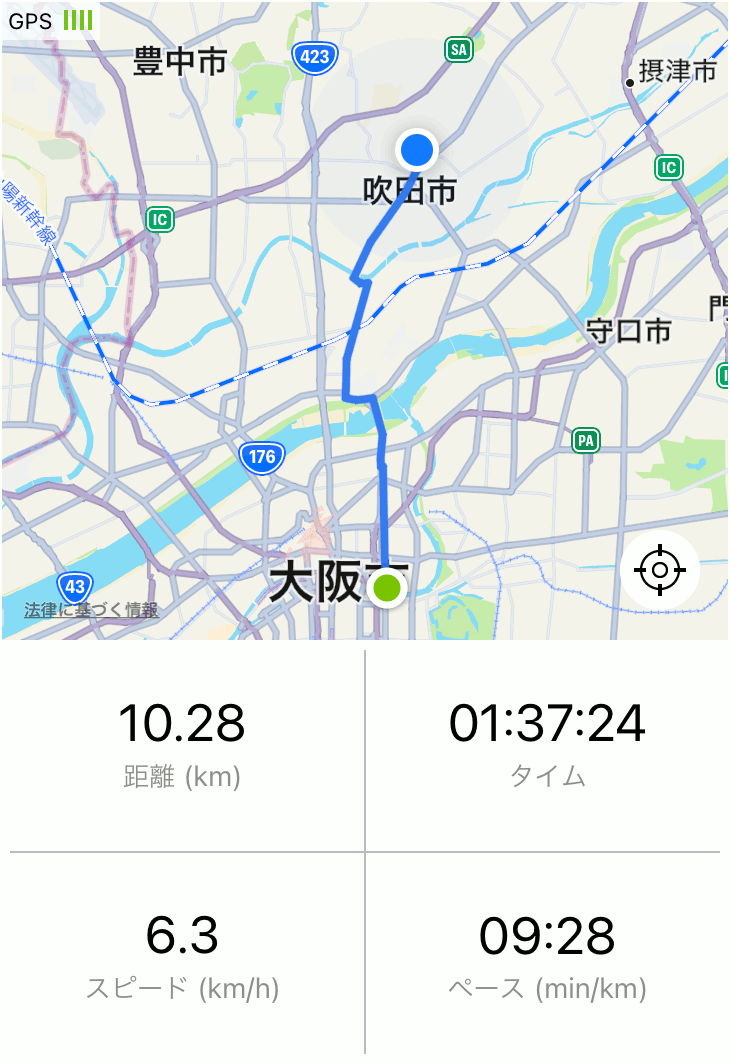 GPS
豊中市
423
SA
摂津市
IC
吹田市
IC
陽新幹線
守口市
PA
176
大阪市
43
法律に基づく情報
10.28
距離 (km)
01:37:24
タイム
6.3
スピード (km/h)
09:28
ペース (min/km)